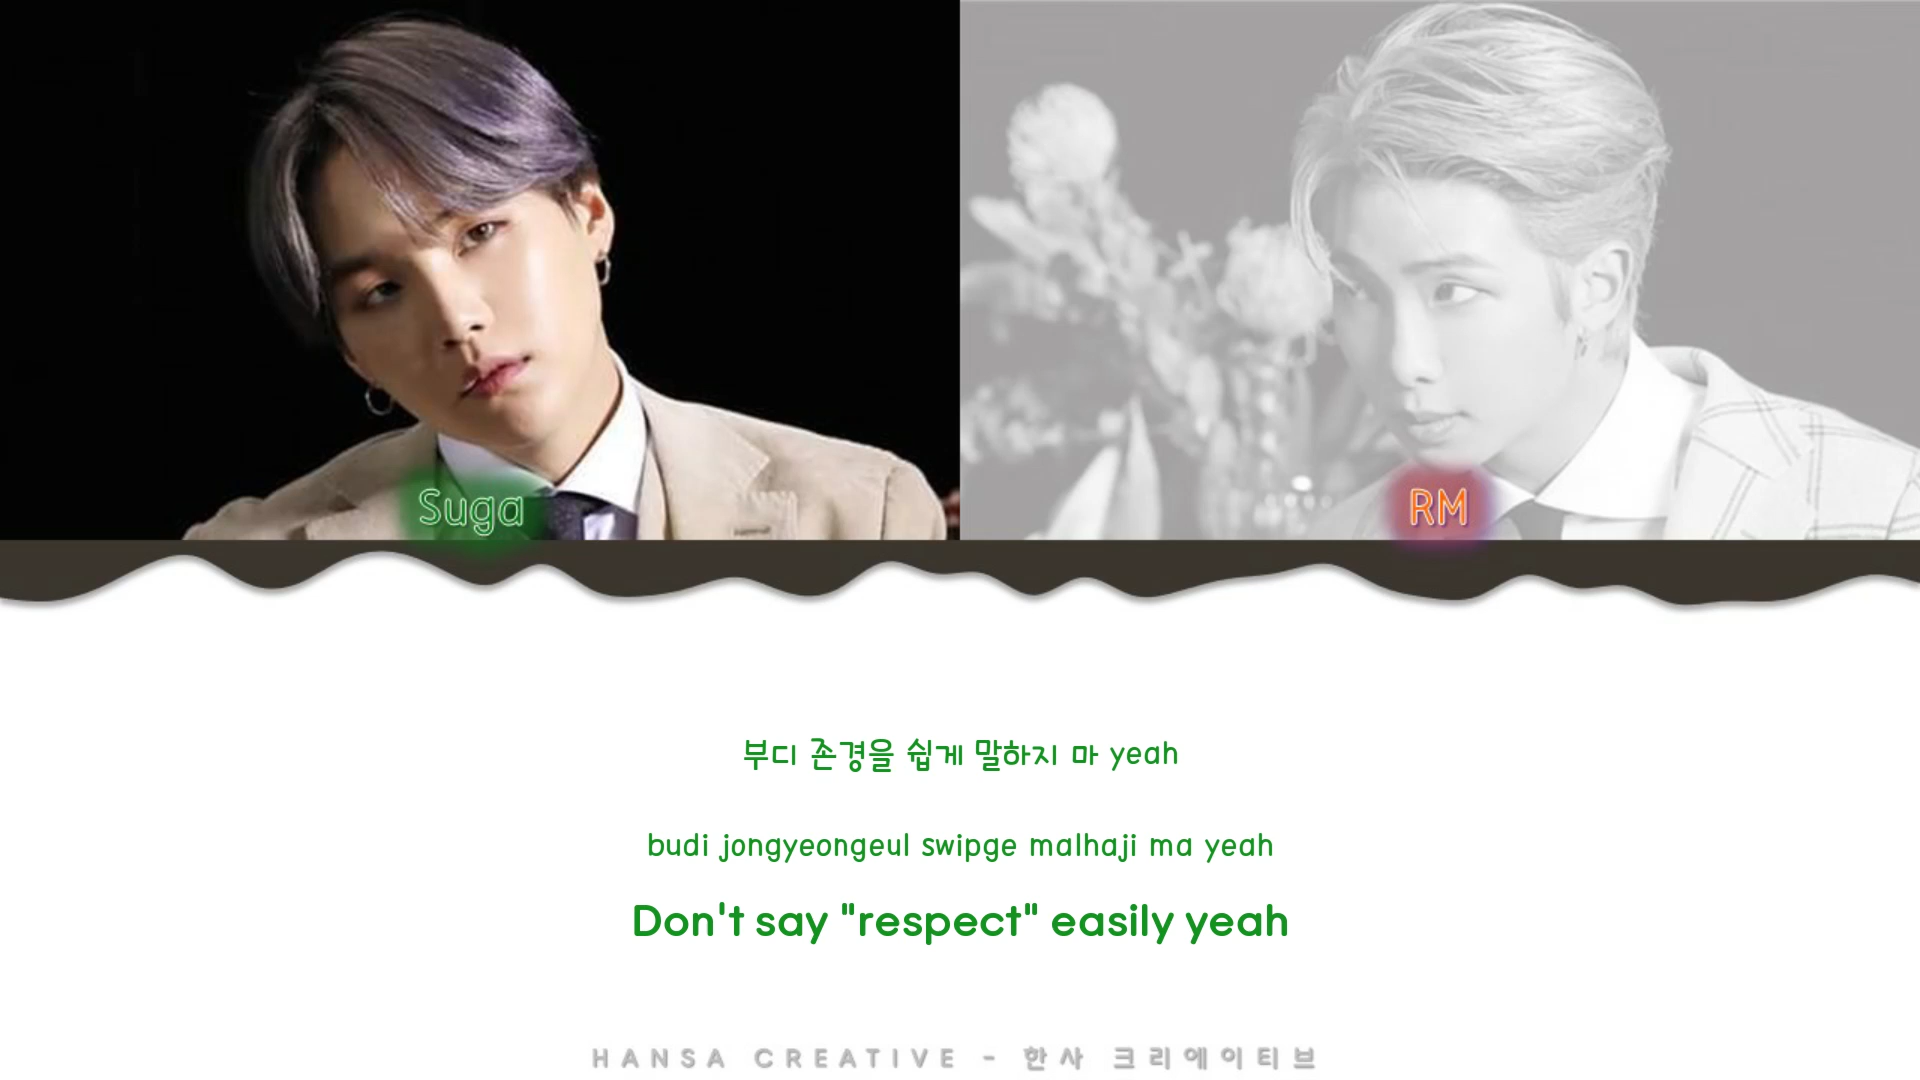 Suga
RM
부디 존경을 쉽게 말하지 마 yeah
budi jongyeongeul swipge malhaji ma yeah
Don't say "respect" easily yeah
HANSA CREATIVE - 한사 크리에이티브